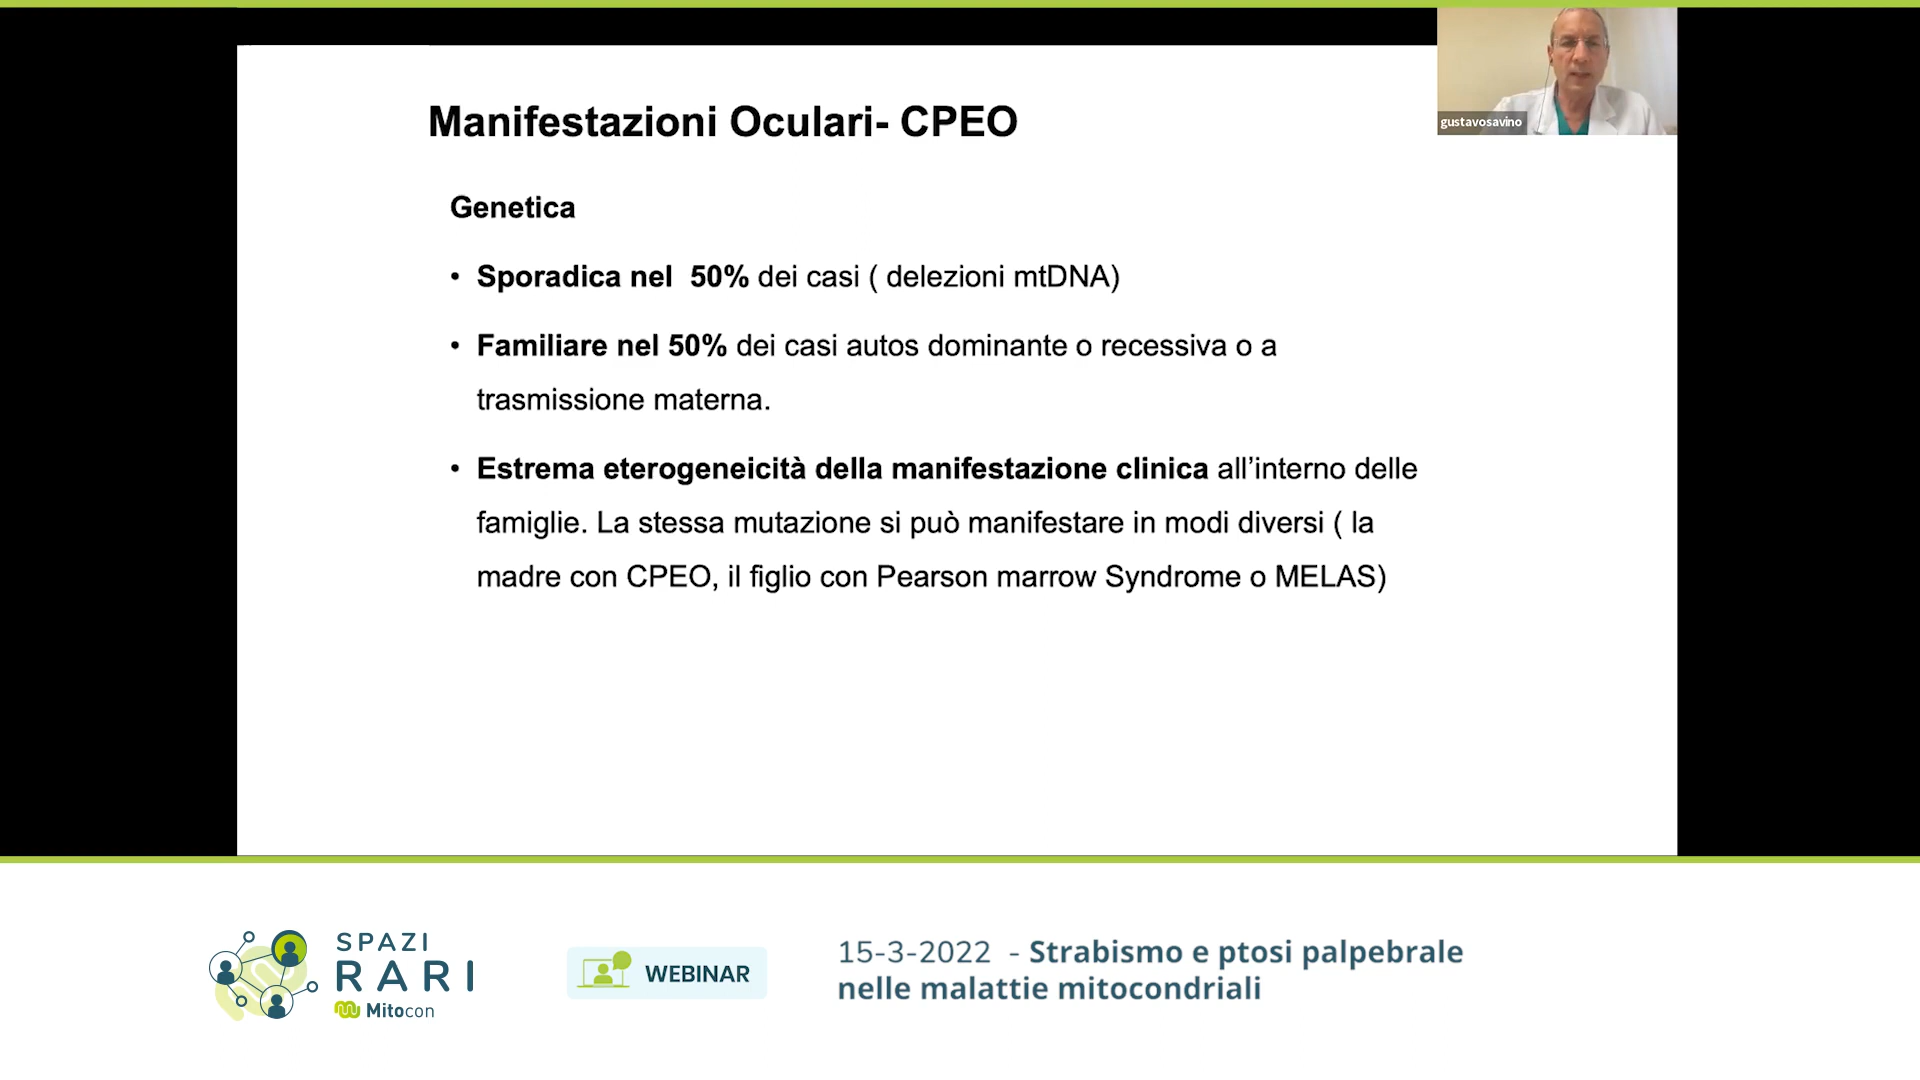 gustavosavino
Manifestazioni Oculari- CPEO
Genetica
• Sporadica nel  50% dei casi ( delezioni mtDNA)
• Familiare nel 50% dei casi autos dominante o recessiva o a
trasmissione materna.
• Estrema eterogeneicità della manifestazione clinica all’interno delle
famiglie. La stessa mutazione si può manifestare in modi diversi ( la
madre con CPEO, il figlio con Pearson marrow Syndrome o MELAS)
SPAZI
RARI
Mitocon
WEBINAR
15-3-2022 - Strabismo e ptosi palpebrale
nelle malattie mitocondriali